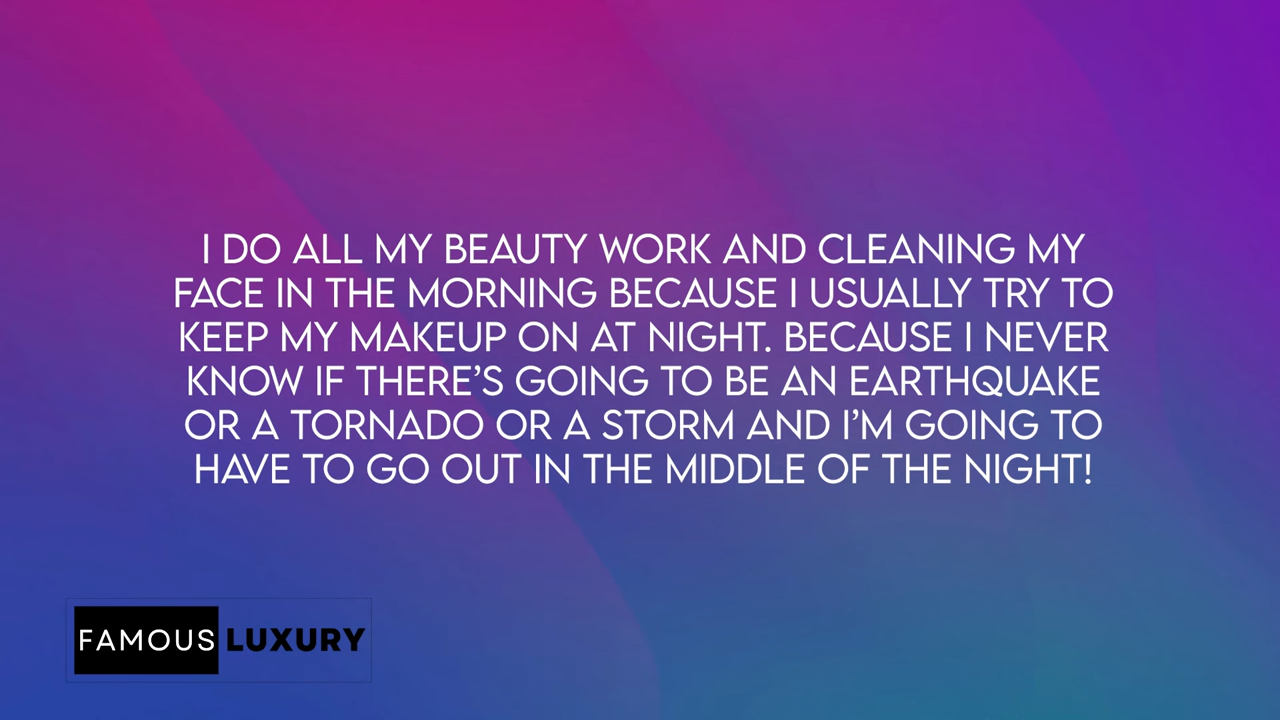 I DO ALL MY BEAUTY WORK AND CLEANING MY
FACE IN THE MORNING BECAUSE I USUALLY TRY TO
KEEP MY MAKEUP ON AT NIGHT. BECAUSE I NEVER
KNOW IF THERE’S GOING TO BE AN EARTHQUAKE
OR A TORNADO OR A STORM AND I’M GOING TO
HAVE TO GO OUT IN THE MIDDLE OF THE NIGHT!
FAMOUS LUXURY